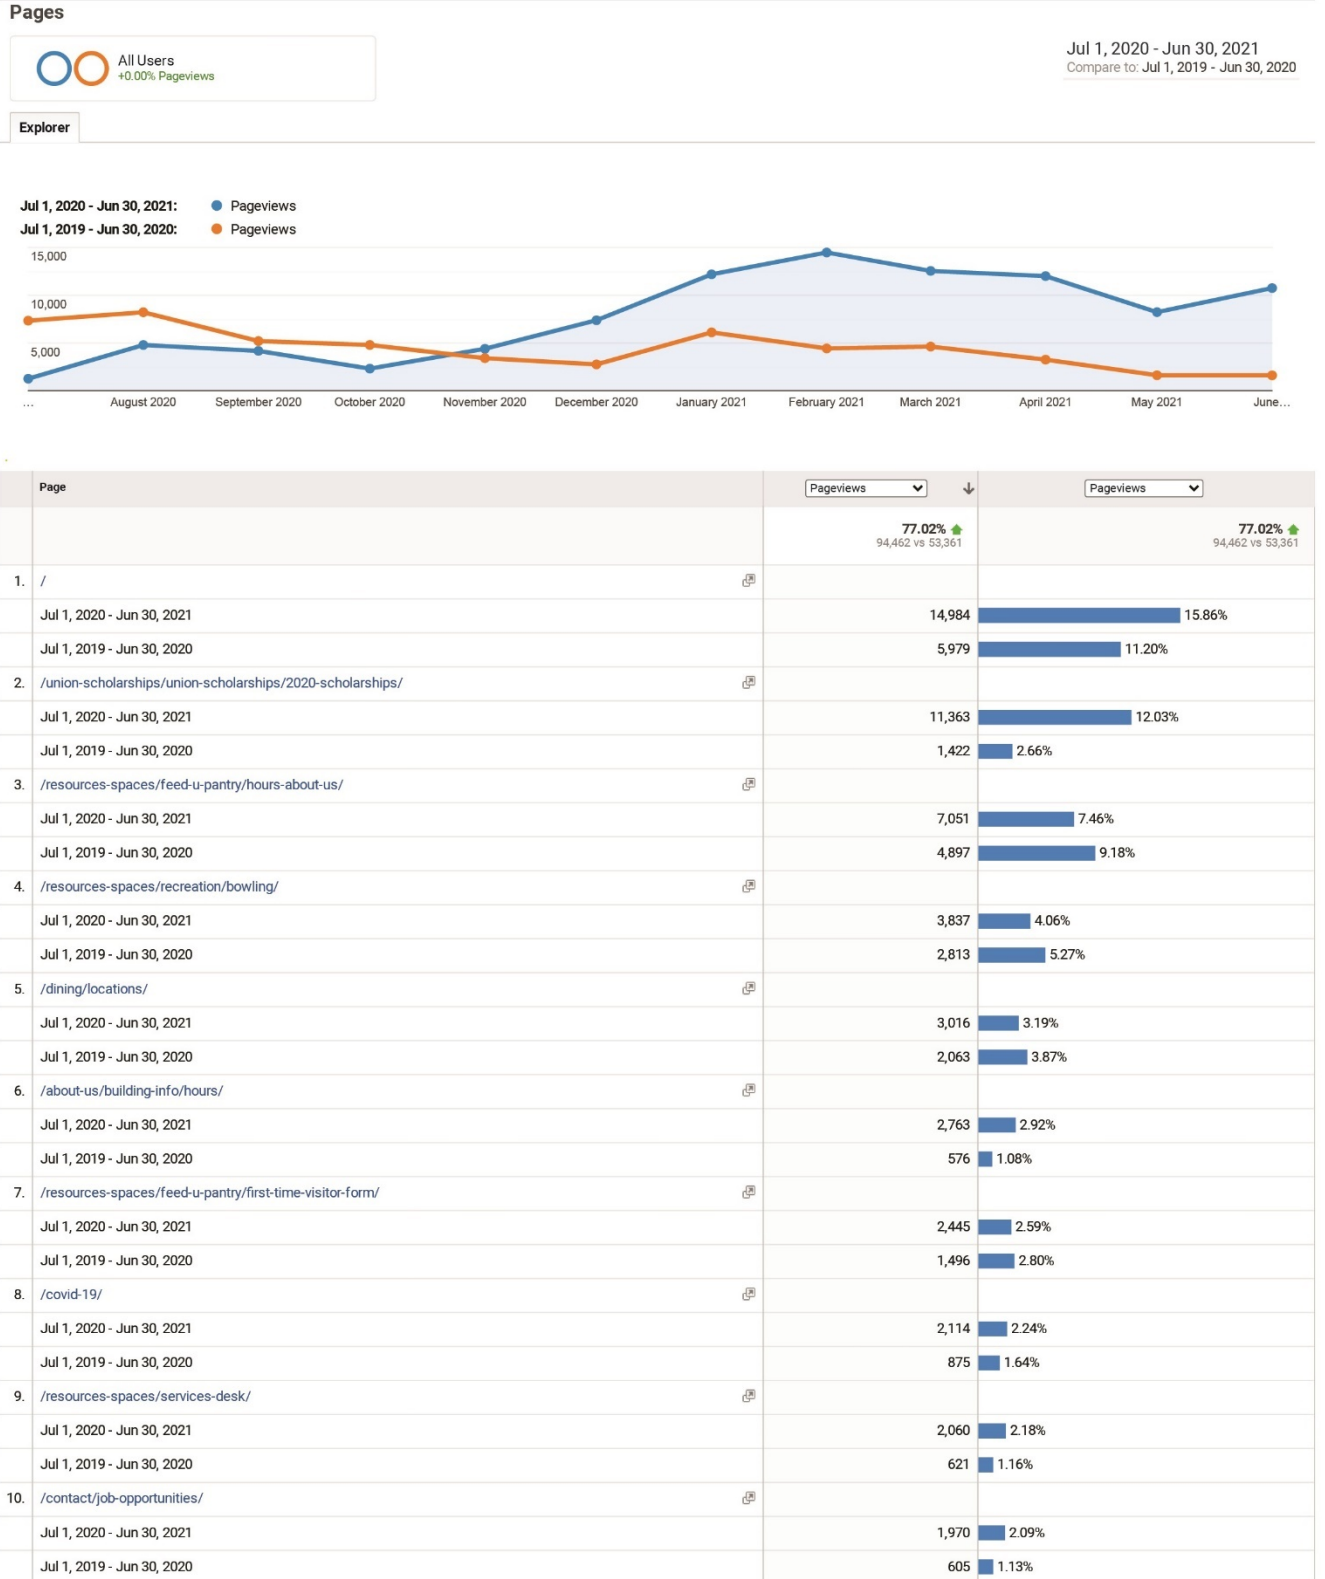 Pages
All Users
+0.00% Pageviews
Jul 1, 2020 - Jun 30, 2021
Compare to: Jul 1, 2019 - Jun 30, 2020
Explorer
Jul 1, 2020 - Jun 30, 2021: Pageviews
Jul 1, 2019 - Jun 30, 2020: Pageviews
15,000
10,000
5,000
... August 2020 September 2020 October 2020 November 2020 December 2020 January 2021 February 2021 March 2021 April 2021 May 2021 June...
Page Pageviews Pageviews
77.02% 77.02%
94,462 vs 53,361 94,462 vs 53,361
1. /
Jul 1, 2020 - Jun 30, 2021 14,984 15.86%
Jul 1, 2019 - Jun 30, 2020 5,979 11.20%
2. /union-scholarships/union-scholarships/2020-scholarships/
Jul 1, 2020 - Jun 30, 2021 11,363 12.03%
Jul 1, 2019 - Jun 30, 2020 1,422 2.66%
3. /resources-spaces/feed-u-pantry/hours-about-us/
Jul 1, 2020 - Jun 30, 2021 7,051 7.46%
Jul 1, 2019 - Jun 30, 2020 4,897 9.18%
4. /resources-spaces/recreation/bowling/
Jul 1, 2020 - Jun 30, 2021 3,837 4.06%
Jul 1, 2019 - Jun 30, 2020 2,813 5.27%
5. /dining/locations/
Jul 1, 2020 - Jun 30, 2021 3,016 3.19%
Jul 1, 2019 - Jun 30, 2020 2,063 3.87%
6. /about-us/building-info/hours/
Jul 1, 2020 - Jun 30, 2021 2,763 2.92%
Jul 1, 2019 - Jun 30, 2020 576 1.08%
7. /resources-spaces/feed-u-pantry/first-time-visitor-form/
Jul 1, 2020 - Jun 30, 2021 2,445 2.59%
Jul 1, 2019 - Jun 30, 2020 1,496 2.80%
8. /covid-19/
Jul 1, 2020 - Jun 30, 2021 2,114 2.24%
Jul 1, 2019 - Jun 30, 2020 875 1.64%
9. /resources-spaces/services-desk/
Jul 1, 2020 - Jun 30, 2021 2,060 2.18%
Jul 1, 2019 - Jun 30, 2020 621 1.16%
10. /contact/job-opportunities/
Jul 1, 2020 - Jun 30, 2021 1,970 2.09%
Jul 1, 2019 - Jun 30, 2020 605 1.13%